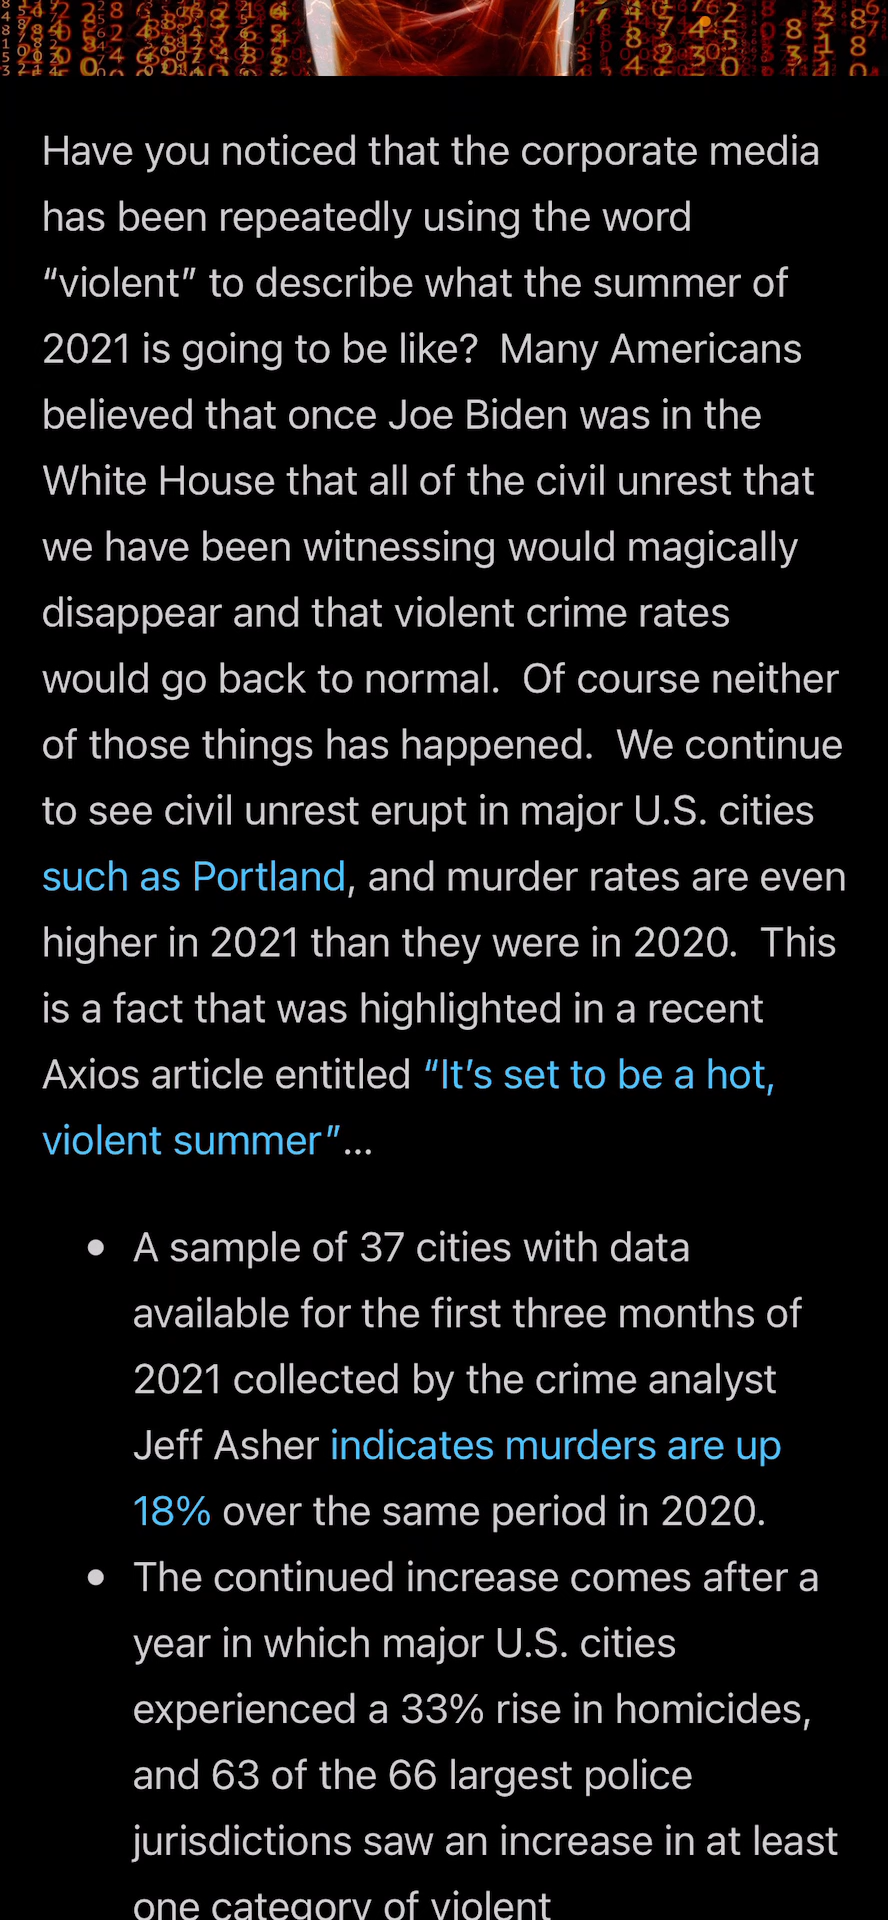 Have you noticed that the corporate media
has been repeatedly using the word
“violent” to describe what the summer of
2021 is going to be like?  Many Americans
believed that once Joe Biden was in the
White House that all of the civil unrest that
we have been witnessing would magically
disappear and that violent crime rates
would go back to normal.  Of course neither
of those things has happened.  We continue
to see civil unrest erupt in major U.S. cities
such as Portland, and murder rates are even
higher in 2021 than they were in 2020.  This
is a fact that was highlighted in a recent
Axios article entitled “It’s set to be a hot,
violent summer”…
• A sample of 37 cities with data
available for the first three months of
2021 collected by the crime analyst
Jeff Asher indicates murders are up
18% over the same period in 2020.
• The continued increase comes after a
year in which major U.S. cities
experienced a 33% rise in homicides,
and 63 of the 66 largest police
jurisdictions saw an increase in at least
one category of violent